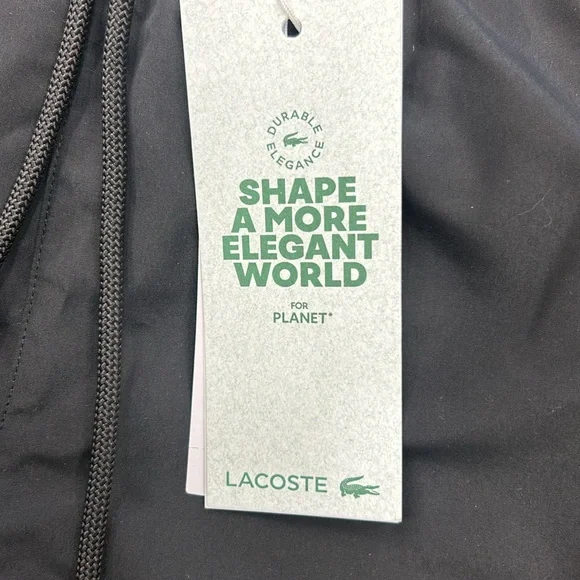 DURABLE
ELEGANCE
SHAPE
A MORE
ELEGANT
WORLD
FOR
PLANET*
LACOSTE